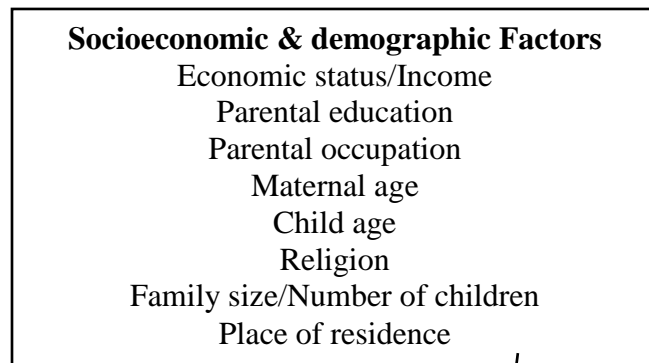 Socioeconomic & demographic Factors
Economic status/Income
Parental education
Parental occupation
Maternal age
Child age
Religion
Family size/Number of children
Place of residence